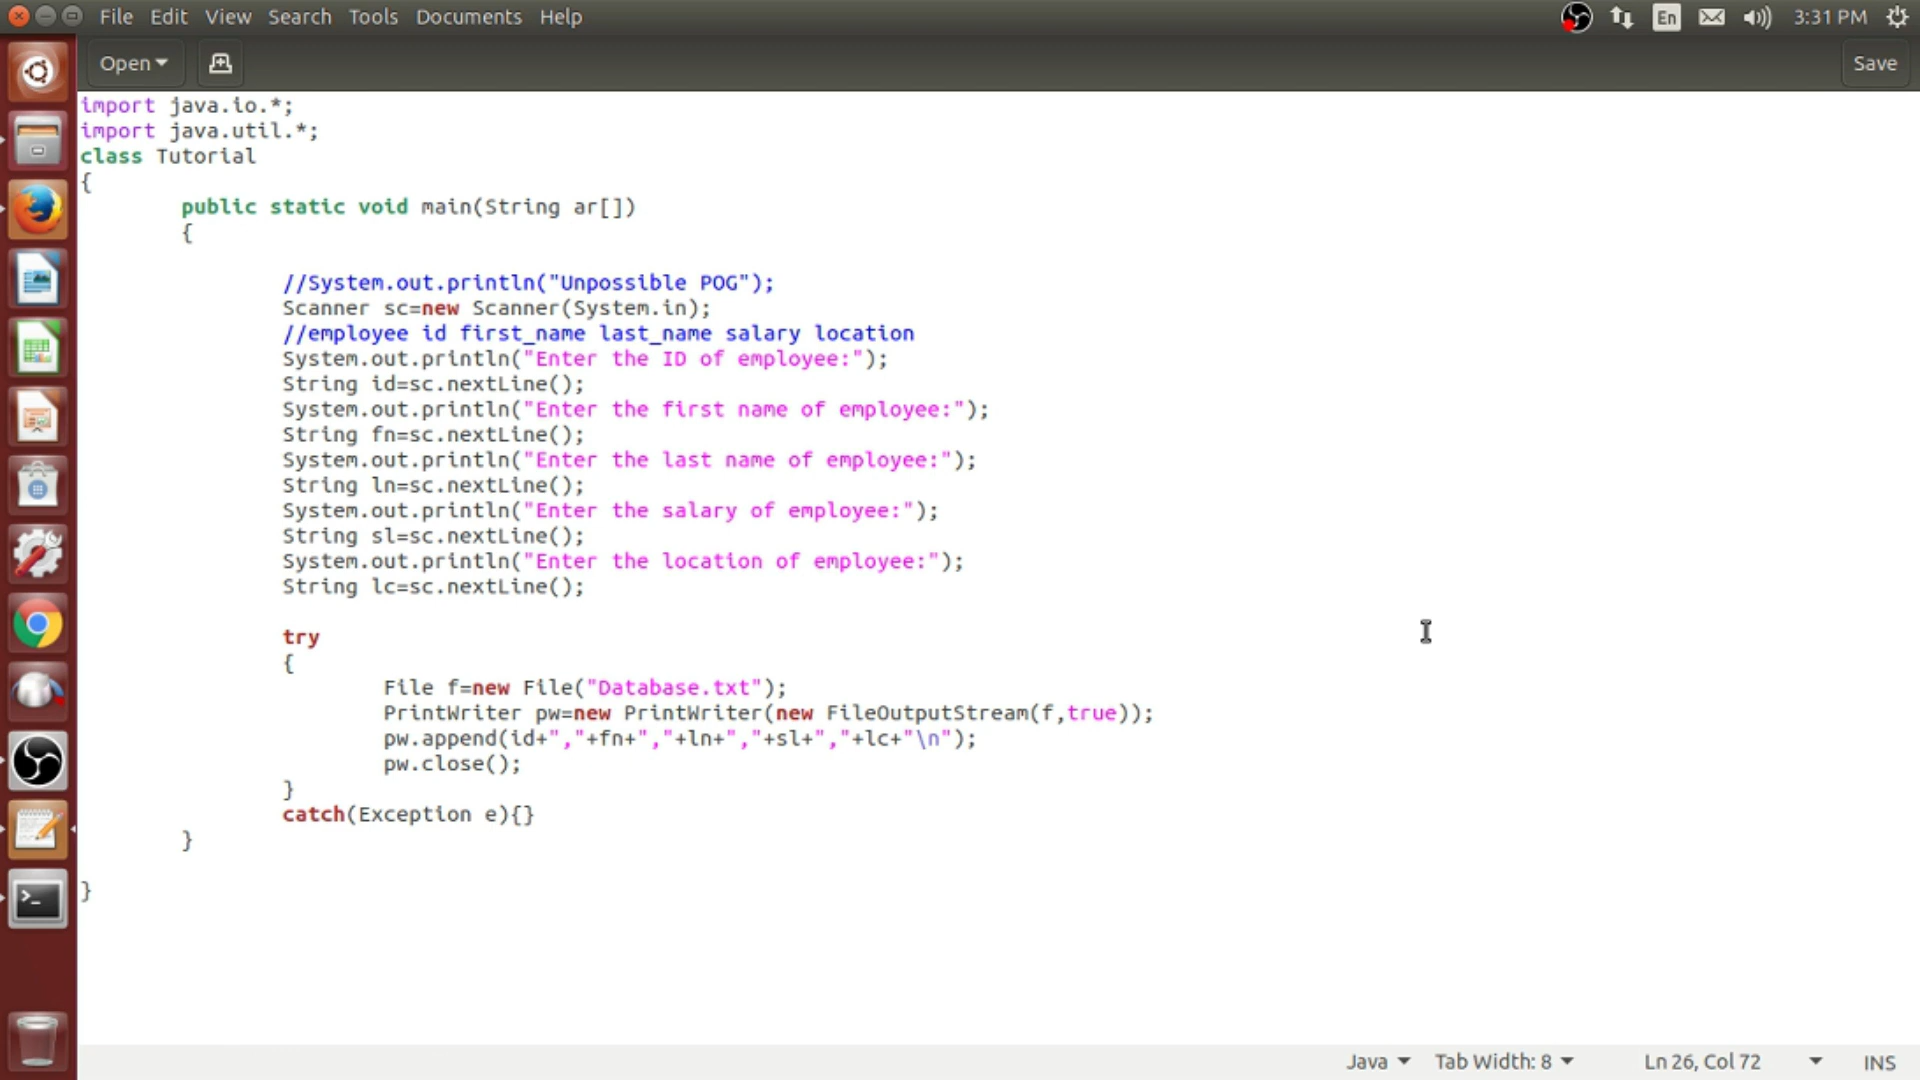 File Edit View Search Tools Documents Help En 3:31 PM
Open Save
import java.io.*;
import java.util.*;
class Tutorial
{
public static void main(String ar[])
{
//System.out.println("Unpossible POG");
Scanner sc=new Scanner(System.in);
//employee id first_name last_name salary location
System.out.println("Enter the ID of employee:");
String id=sc.nextLine();
System.out.println("Enter the first name of employee:");
String fn=sc.nextLine();
System.out.println("Enter the last name of employee:");
String ln=sc.nextLine();
System.out.println("Enter the salary of employee:");
String sl=sc.nextLine();
System.out.println("Enter the location of employee:");
String lc=sc.nextLine();
try
{
File f=new File("Database.txt");
PrintWriter pw=new PrintWriter(new FileOutputStream(f,true));
pw.append(id+","+fn+","+ln+","+sl+","+lc+"\n");
pw.close();
}
catch(Exception e){}
}
}
Java Tab Width: 8 Ln 26, Col 72 INS